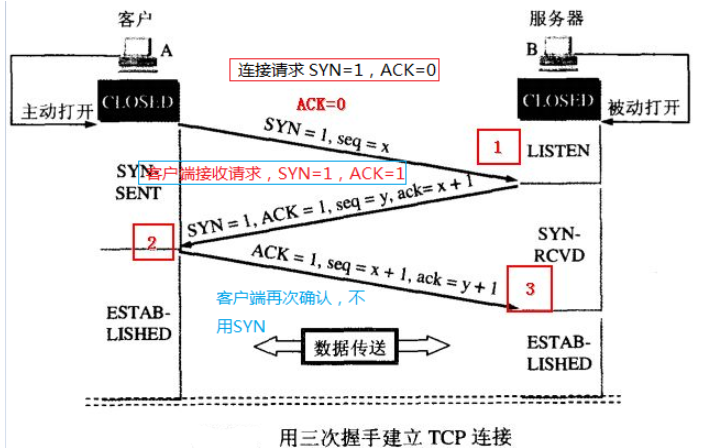 客户
服务器
A
B
连接请求 SYN=1，ACK=0
CLOSED
CLOSED
主动打开
被动打开
ACK=0
SYN = 1, seq = x
1
LISTEN
SYN-
SENT
客户端接收请求，SYN=1，ACK=1
SYN = 1, ACK = 1, seq = y, ack= x + 1
2
SYN-
RCVD
ACK = 1, seq = x + 1, ack = y + 1
3
客户端再次确认，不
用SYN
ESTAB-
LISHED
数据传送
ESTAB-
LISHED
用三次握手建立 TCP 连接